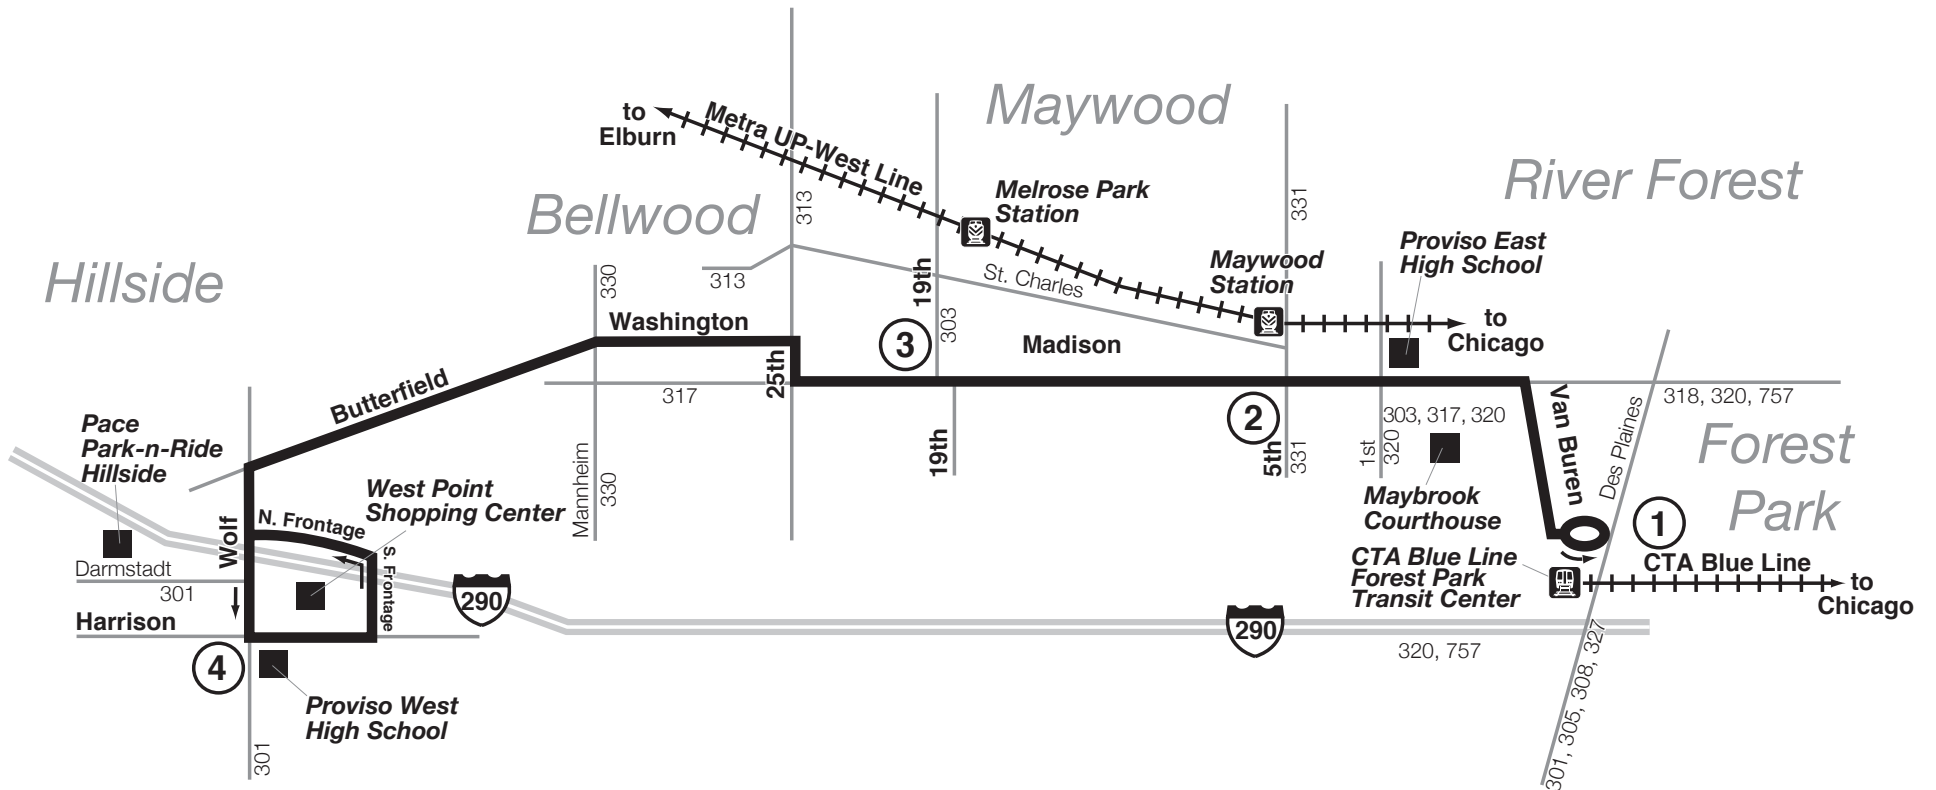 Maywood
to
Elburn
Metra UP-West Line
River Forest
Melrose Park
Station
Bellwood
313
331
Proviso East
High School
Hillside
Maywood
Station
330
313
19th
St. Charles
303
Washington
3
Madison
to
Chicago
25th
Butterfield
317
2
318, 320, 757
Van Buren
Des Plaines
303, 317, 320
Pace
Park-n-Ride
Hillside
19th
5th
331
1st
320
Forest
Park
Mannheim
330
West Point
Shopping Center
Maybrook
Courthouse
1
Wolf
N. Frontage
S. Frontage
CTA Blue Line
Forest Park
Transit Center
CTA Blue Line
to
Chicago
Darmstadt
301
290
Harrison
290
320, 757
4
301, 305, 308, 327
Proviso West
High School
301